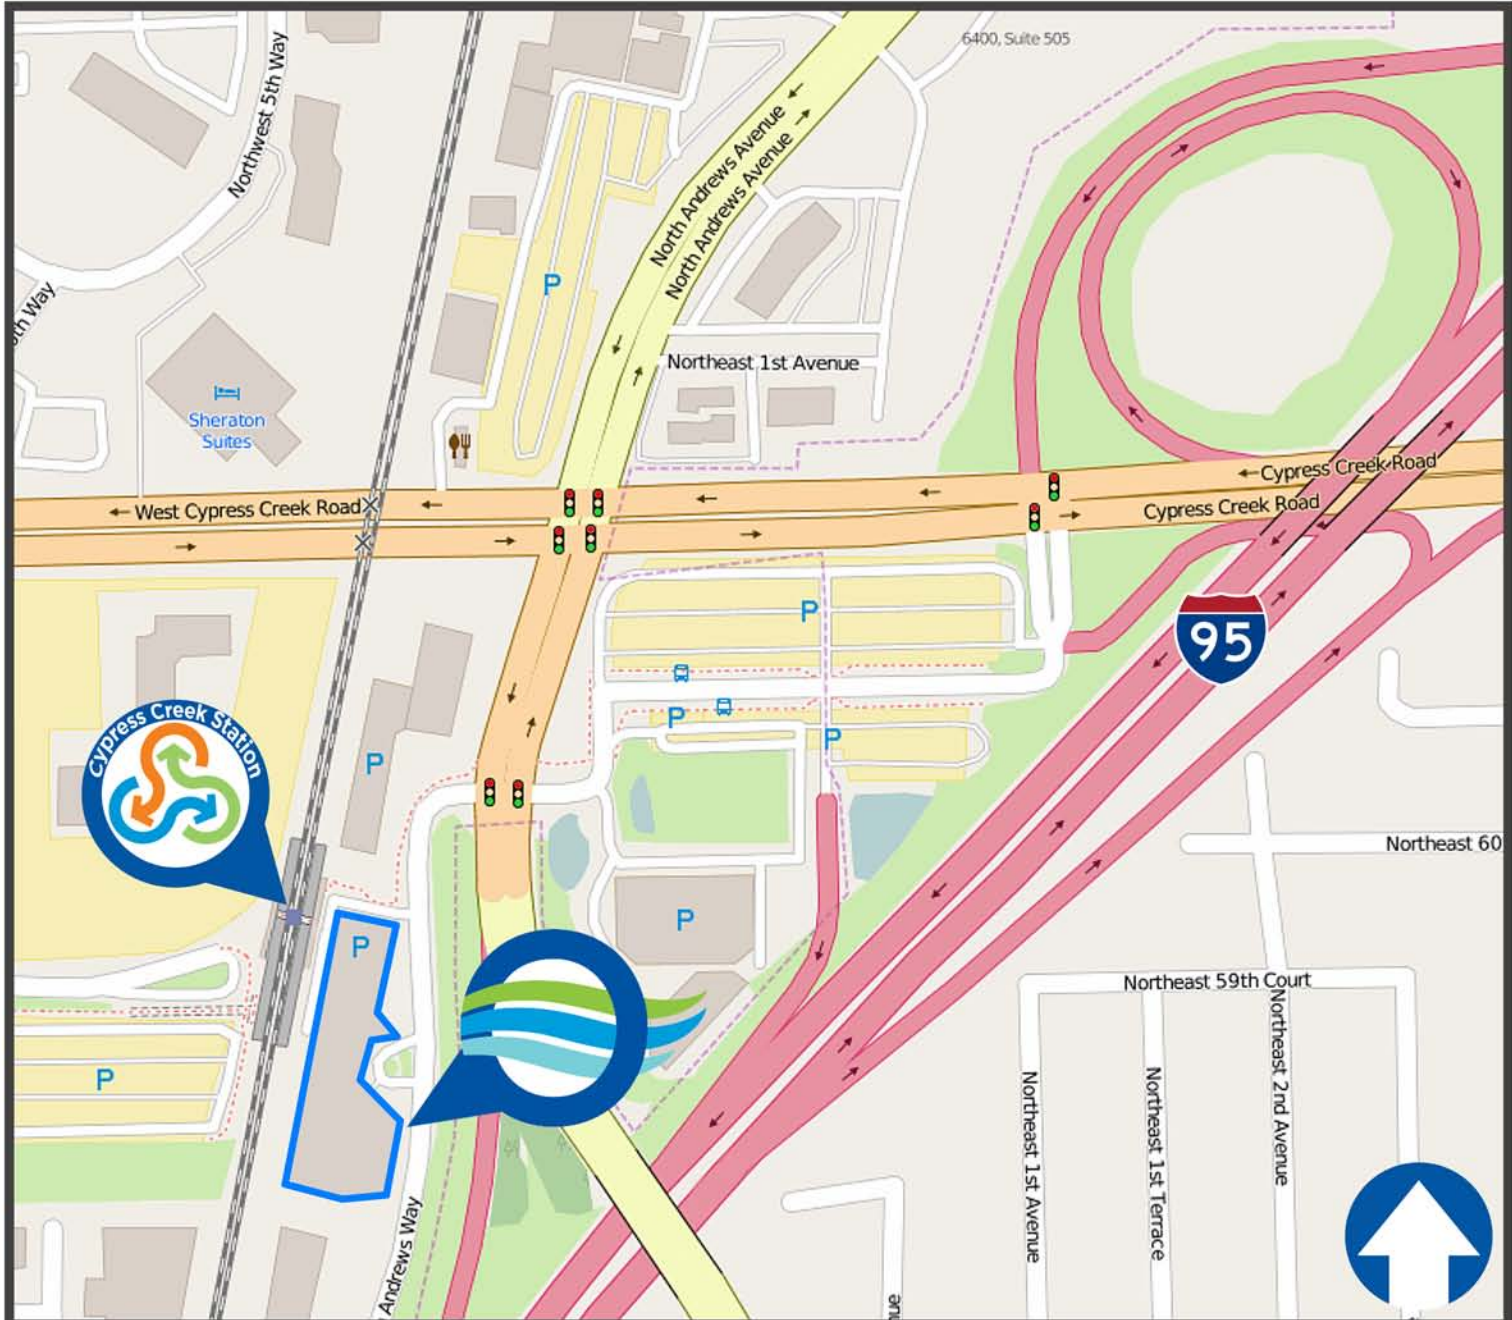 6400, Suite 505
Northwest 5th Way
North Andrews Avenue
North Andrews Avenue
th Way
P
Northeast 1st Avenue
Sheraton
Suites
Cypress Creek Road
West Cypress Creek Road
Cypress Creek Road
P
95
P
P
P
Cypress Creek Station
Northeast 60
P
P
Northeast 59th Court
P
Northeast 1st Avenue
Northeast 1st Terrace
Northeast 2nd Avenue
Andrews Way
nue